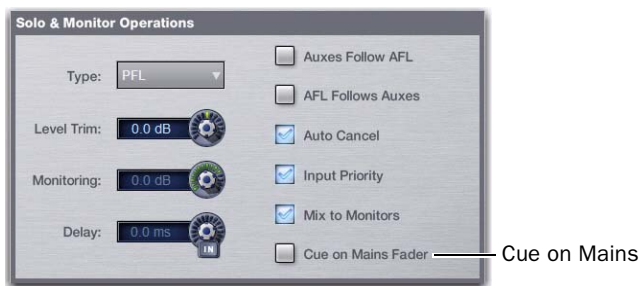 Solo & Monitor Operations
Type: PFL
Level Trim: 0.0 dB
Monitoring: 0.0 dB
Delay: 0.0 ms
IN
Auxes Follow AFL
AFL Follows Auxes
Auto Cancel
Input Priority
Mix to Monitors
Cue on Mains Fader
Cue on Mains